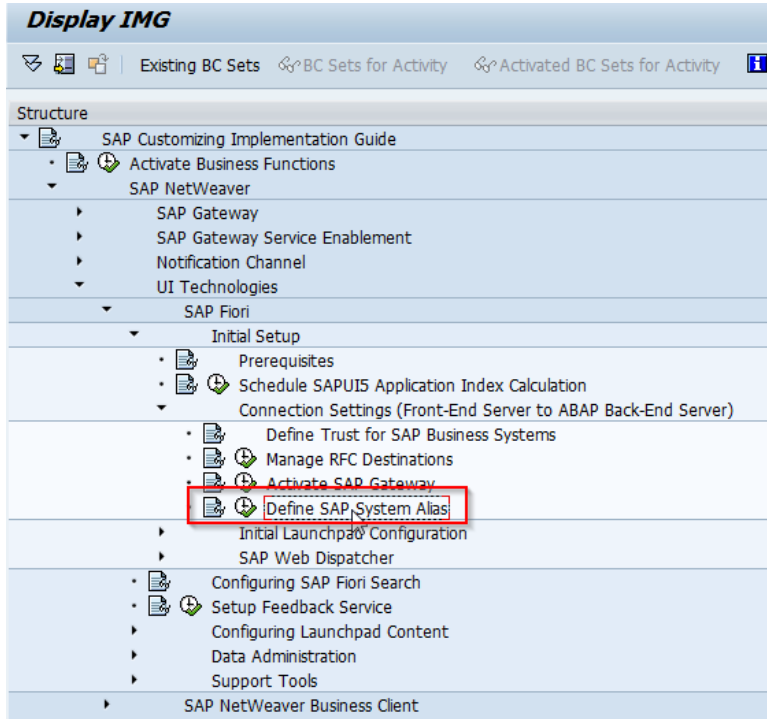 Display IMG
Existing BC Sets BC Sets for Activity Activated BC Sets for Activity
Structure
SAP Customizing Implementation Guide
Activate Business Functions
SAP NetWeaver
SAP Gateway
SAP Gateway Service Enablement
Notification Channel
UI Technologies
SAP Fiori
Initial Setup
Prerequisites
Schedule SAPUI5 Application Index Calculation
Connection Settings (Front-End Server to ABAP Back-End Server)
Define Trust for SAP Business Systems
Manage RFC Destinations
Activate SAP Gateway
Define SAP System Alias
Initial Launchpad Configuration
SAP Web Dispatcher
Configuring SAP Fiori Search
Setup Feedback Service
Configuring Launchpad Content
Data Administration
Support Tools
SAP NetWeaver Business Client